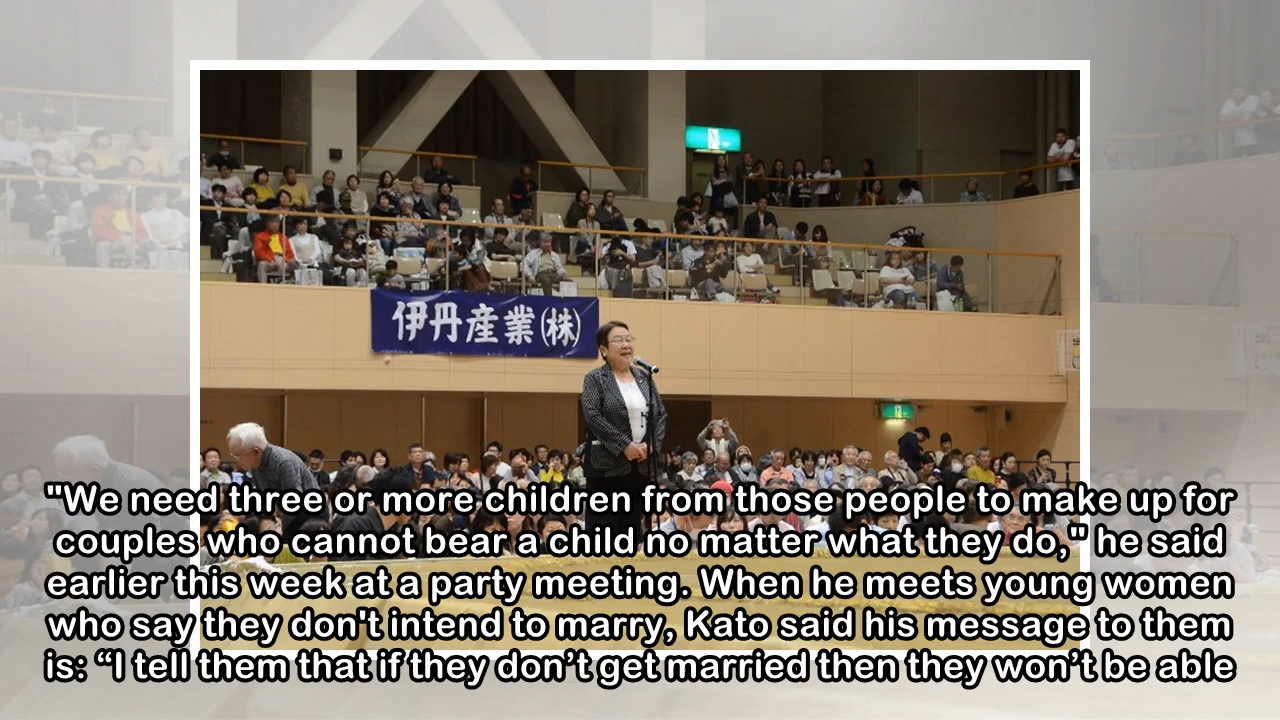 伊丹産業㈱
"We need three or more children from those people to make up for
couples who cannot bear a child no matter what they do," he said
earlier this week at a party meeting. When he meets young women
who say they don't intend to marry, Kato said his message to them
is: “I tell them that if they don’t get married then they won’t be able